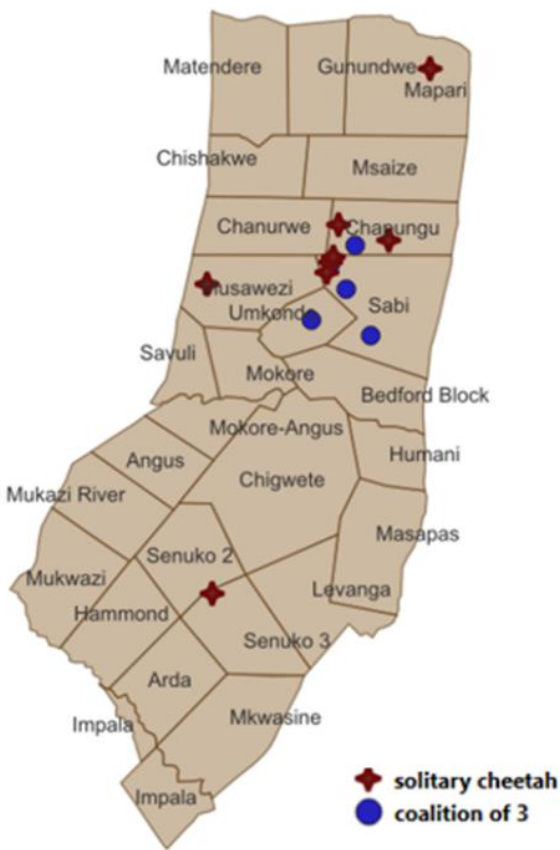 Matendere
Gunundwe
Mapari
Chishakwe
Msaize
Chanurwe
Chapungu
Musawezi
Umkondo
Sabi
Savuli
Mokore
Bedford Block
Mokore-Angus
Humani
Angus
Chigwete
Mukazi River
Masapas
Senuko 2
Mukwazi
Levanga
Hammond
Senuko 3
Arda
Impala
Mkwasine
Impala
solitary cheetah
coalition of 3